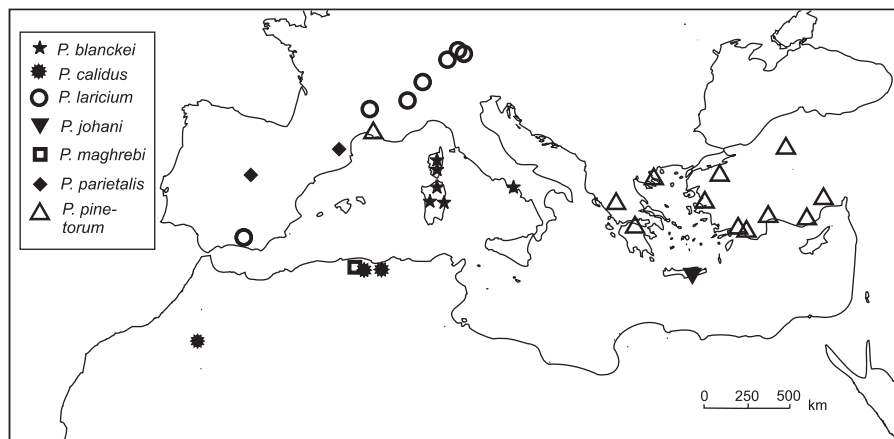 P. blanckei
P. calidus
P. laricium
P. johani
P. maghrebi
P. parietalis
P. pine-
torum
0 250 500
km